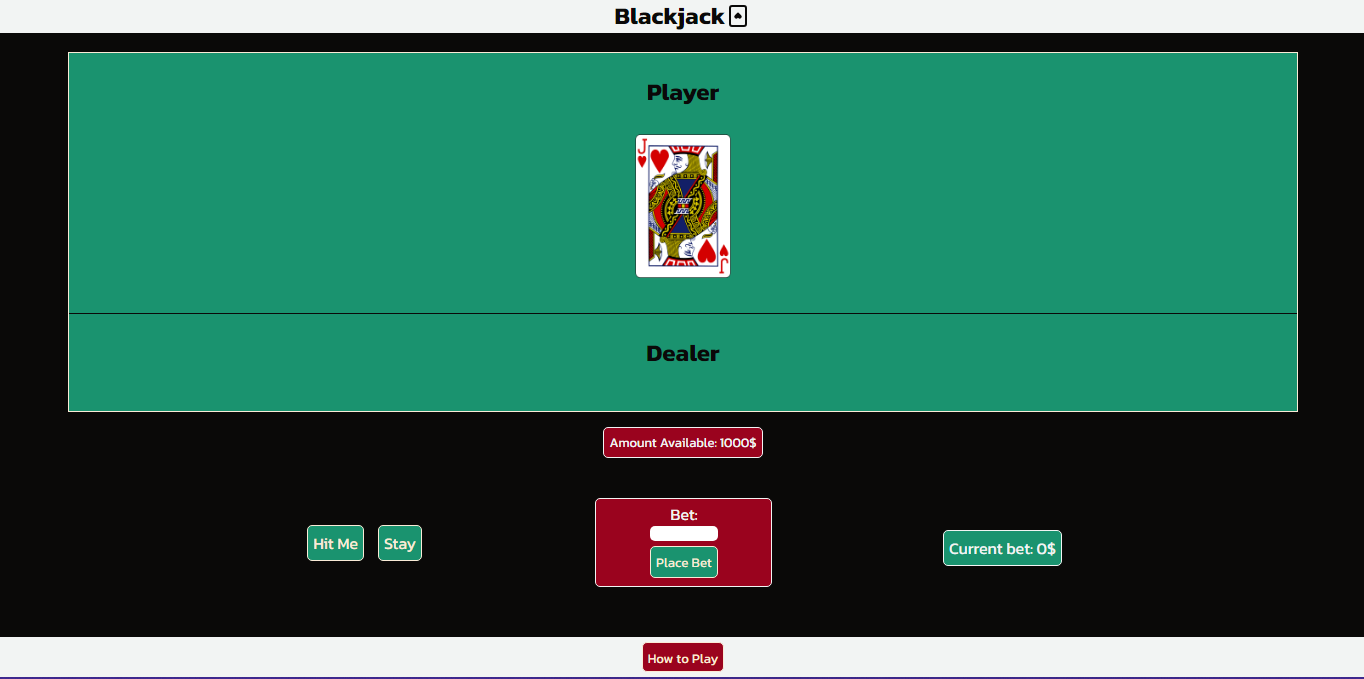 Blackjack
Player
J
J
Dealer
Amount Available: 1000$
Bet:
Hit Me
Stay
Place Bet
Current bet: 0$
How to Play